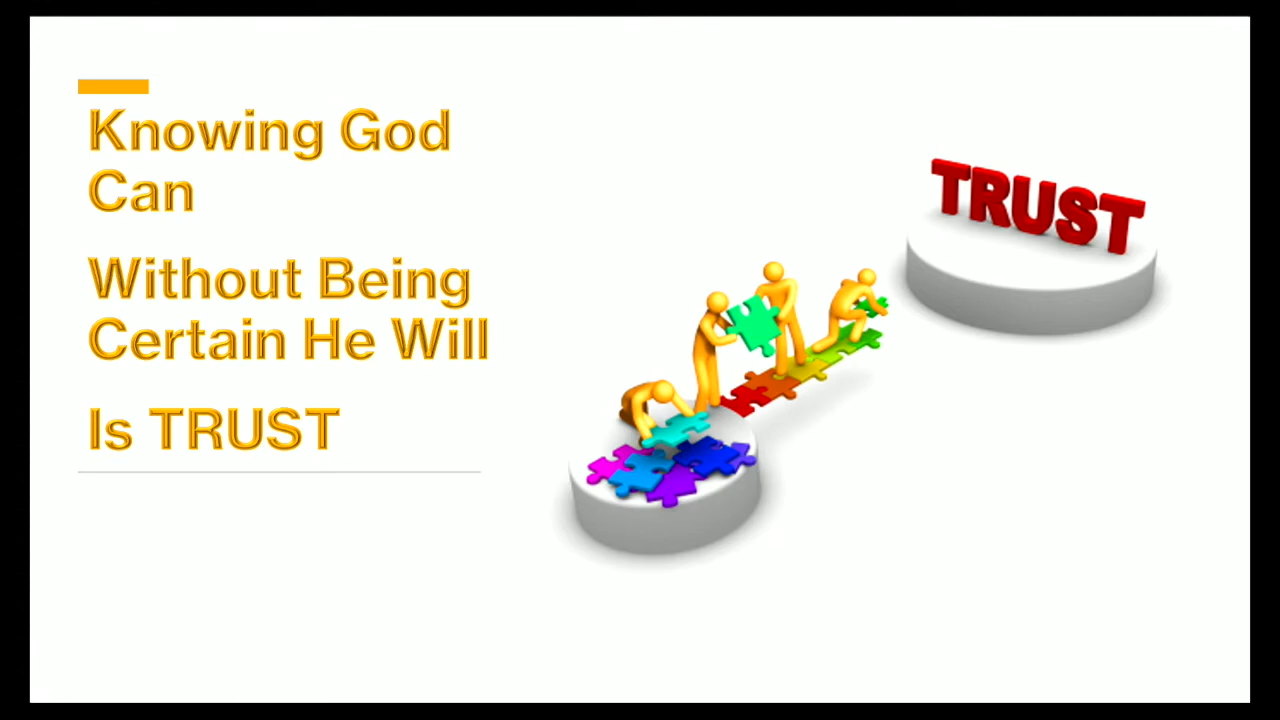 Knowing God
Can
Without Being
Certain He Will
Is TRUST
TRUST